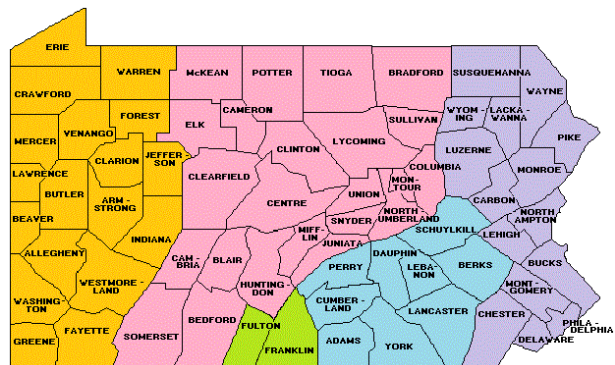 ERIE
WARREN
McKEAN
POTTER
TIOGA
BRADFORD
SUSQUEHANNA
WAYNE
CRAWFORD
FOREST
CAMERON
ELK
SULLIVAN
WYOM -
ING
LACKA -
WANNA
MERCER
VENANGO
CLARION
JEFFER -
SON
CLINTON
LYCOMING
LUZERNE
PIKE
LAWRENCE
BUTLER
ARM -
STRONG
CLEARFIELD
CENTRE
UNION
MON -
TOUR
COLUMBIA
MONROE
CARBON
BEAVER
INDIANA
SNYDER
NORTH -
UMBERLAND
SCHUYLKILL
NORTH
AMPTON
LEHIGH
ALLEGHENY
CAM -
BRIA
BLAIR
MIFF -
LIN
JUNIATA
PERRY
DAUPHIN
LEBA -
NON
BERKS
BUCKS
WASHING -
TON
WESTMORE -
LAND
HUNTING -
DON
CUMBER -
LAND
LANCASTER
MONT -
GOMERY
GREENE
FAYETTE
SOMERSET
BEDFORD
FULTON
FRANKLIN
ADAMS
YORK
CHESTER
DELAWARE
PHILA -
DELPHIA